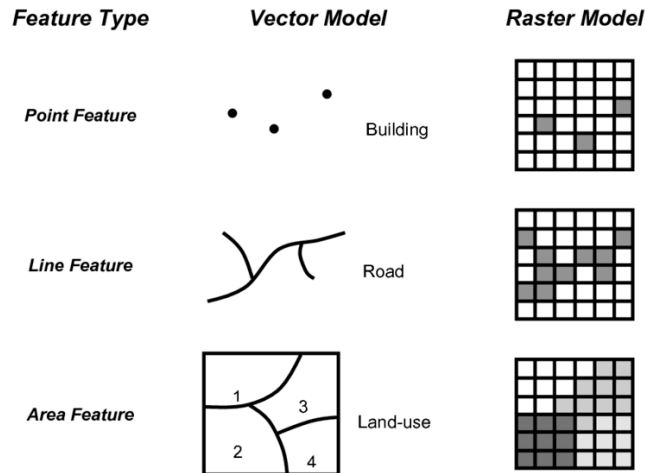 Feature Type Vector Model Raster Model
Point Feature Building
Line Feature Road
1
3
Area Feature Land-use
2 4